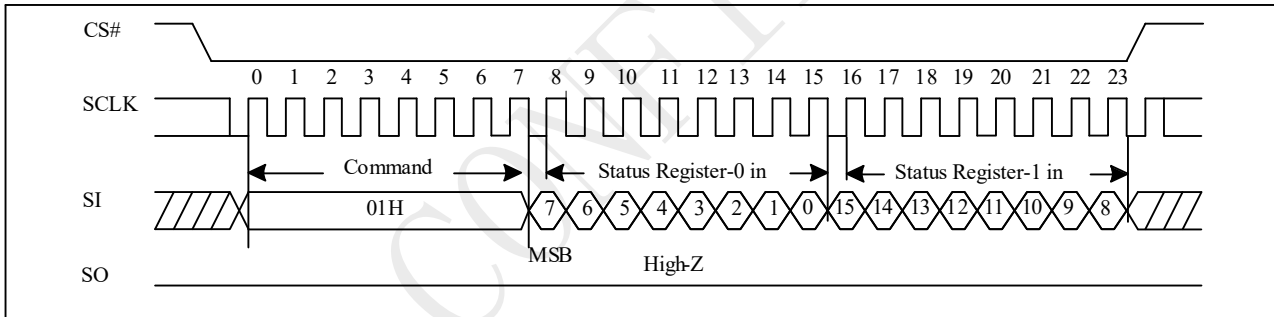 CS#
0 1 2 3 4 5 6 7 8 9 10 11 12 13 14 15 16 17 18 19 20 21 22 23
SCLK
Command Status Register-0 in Status Register-1 in
SI 01H 7 6 5 4 3 2 1 0 15 14 13 12 11 10 9 8
MSB High-Z
SO